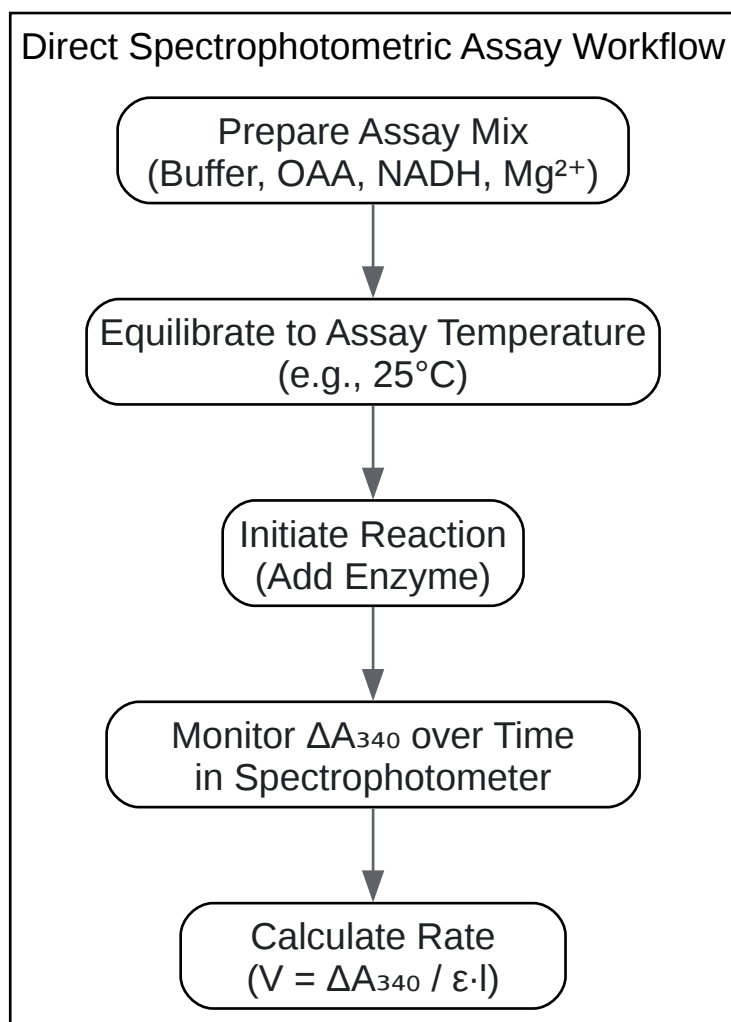 Direct Spectrophotometric Assay Workflow
Prepare Assay Mix
(Buffer, OAA, NADH, Mg²⁺)
Equilibrate to Assay Temperature
(e.g., 25°C)
Initiate Reaction
(Add Enzyme)
Monitor ΔA₃₄₀ over Time
in Spectrophotometer
Calculate Rate
(V = ΔA₃₄₀ / ε·l)